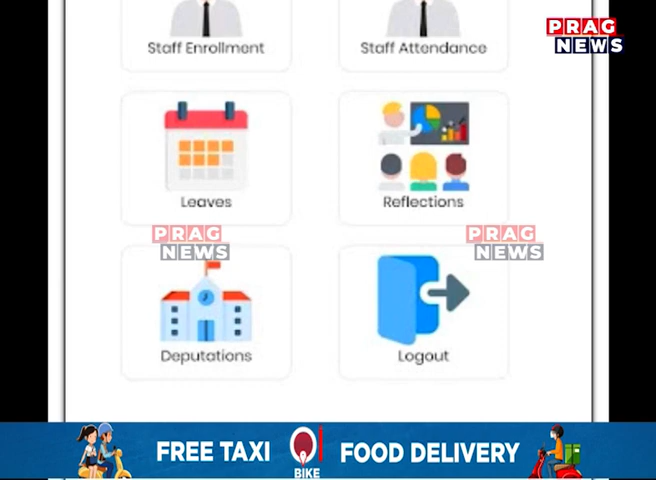 PRAG
NEWS
Staff Enrollment
Staff Attendance
Leaves
Reflections
PRAG
NEWS
PRAG
NEWS
Deputations
Logout
FREE TAXI
BIKE
FOOD DELIVERY